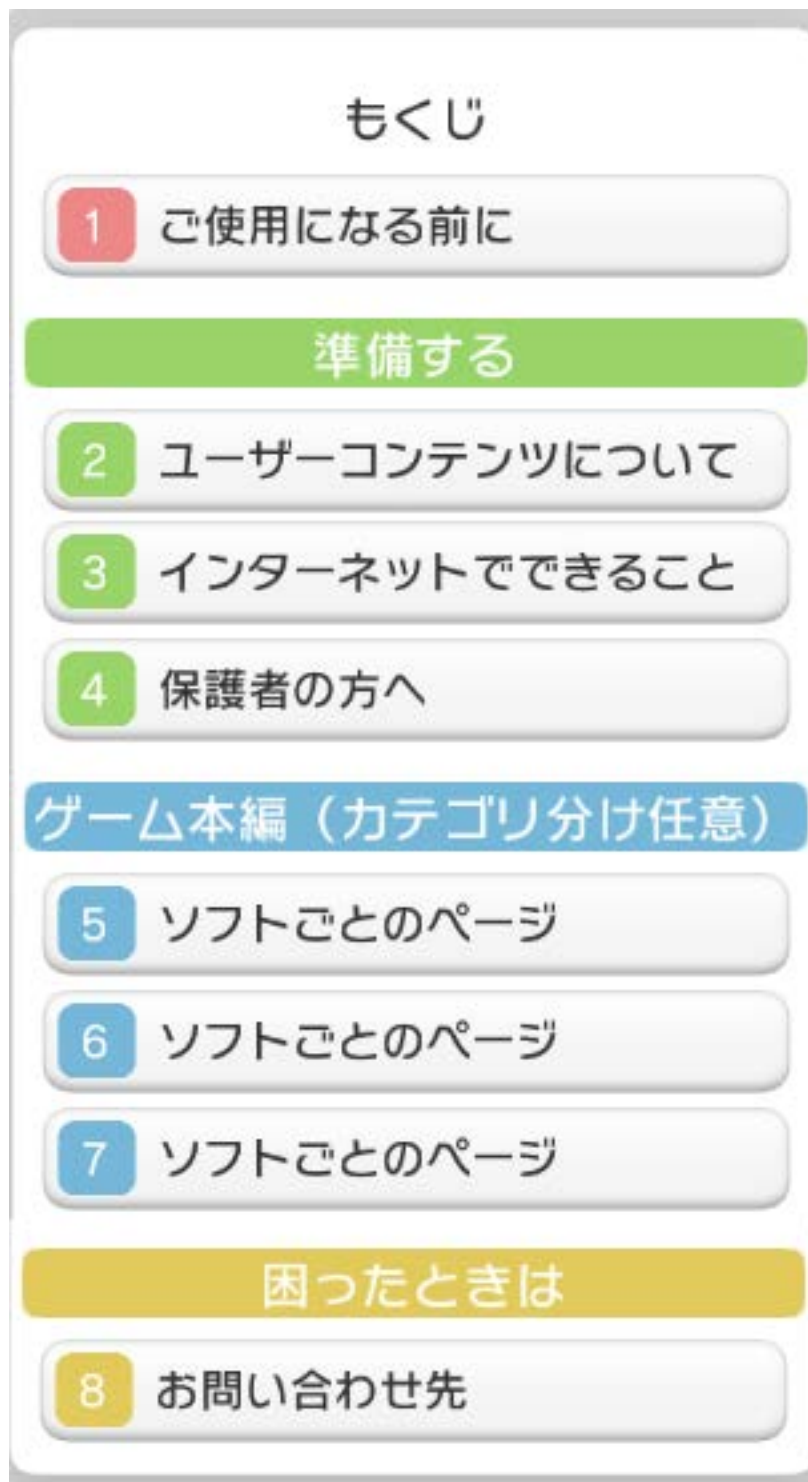 もくじ
1 ご使用になる前に
準備する
2 ユーザーコンテンツについて
3 インターネットでできること
4 保護者の方へ
ゲーム本編（カテゴリ分け任意）
5 ソフトごとのページ
6 ソフトごとのページ
7 ソフトごとのページ
困ったときは
8 お問い合わせ先